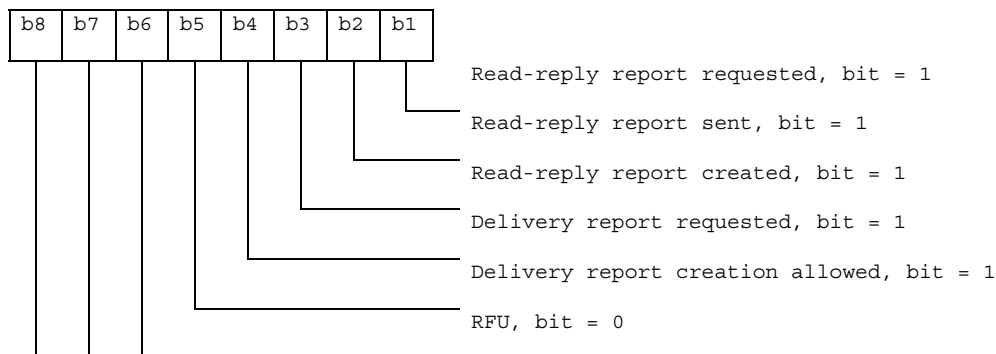 b8 b7 b6 b5 b4 b3 b2 b1
Read-reply report requested, bit = 1
Read-reply report sent, bit = 1
Read-reply report created, bit = 1
Delivery report requested, bit = 1
Delivery report creation allowed, bit = 1
RFU, bit = 0